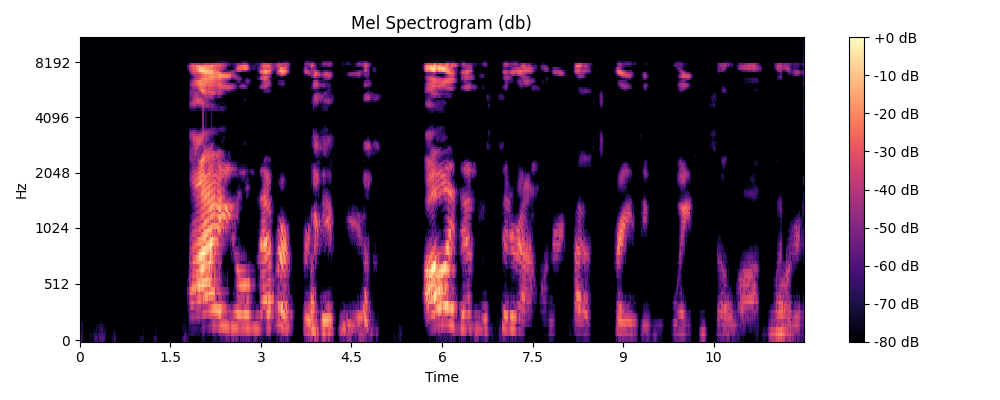 Mel Spectrogram (db)
8192
4096
2048
1024
512
0
Hz
0 1.5 3 4.5 6 7.5 9 10
Time
+0 dB
-10 dB
-20 dB
-30 dB
-40 dB
-50 dB
-60 dB
-70 dB
-80 dB